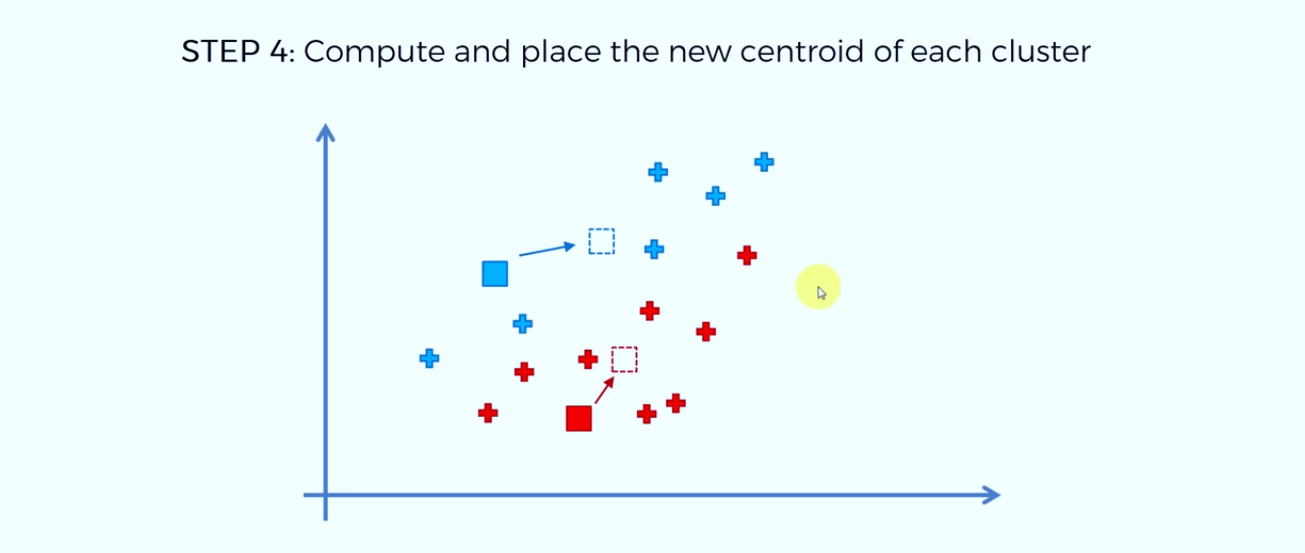 STEP 4: Compute and place the new centroid of each cluster